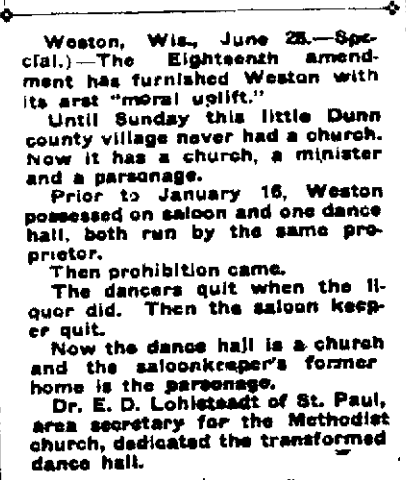 Weston, Wis., June 28.—Spe-
cial.)—The Eighteenth amend-
ment has furnished Weston with
its arst "moral uplift."
Until Sunday this little Dunn
county village never had a church.
Now it has a church, a minister
and a parsonage.
Prior to January 16, Weston
possessed on saloon and one dance
hall, both run by the same pro-
prietor.
Then prohibition came.
The dancers quit when the li-
quor did. Then the saloon keep-
er quit.
Now the dance hall is a church
and the saloonkeeper's former
home is the parsonage.
Dr. E. D. Lohlsteadt of St. Paul,
area secretary for the Methodist
church, dedicated the transformed
dance hall.